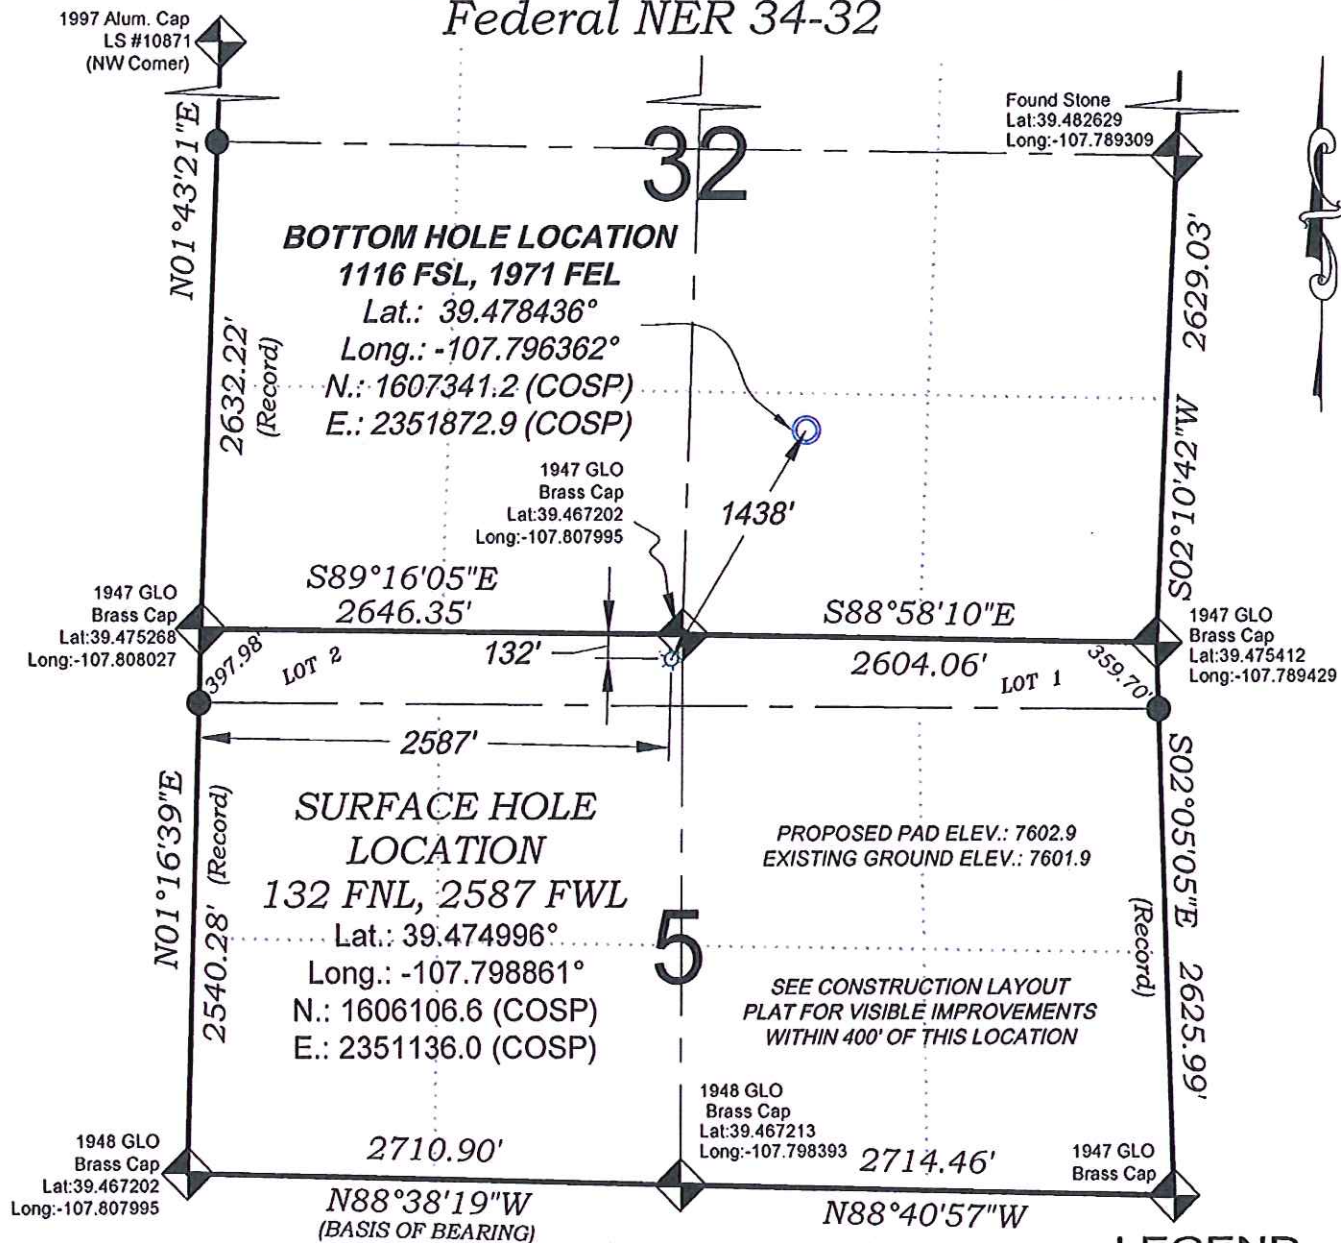 Federal NER 34-32
1997 Alum. Cap
LS #10871
(NW Corner)
Found Stone
Lat:39.482629
Long:-107.789309
32
N01°43'21"E
2632.22'
(Record)
BOTTOM HOLE LOCATION
1116 FSL, 1971 FEL
Lat.: 39.478436°
Long.: -107.796362°
N.: 1607341.2 (COSP)
E.: 2351872.9 (COSP)
2629.03'
S02°10'42"W
1947 GLO
Brass Cap
Lat:39.467202
Long:-107.807995
1438'
1947 GLO
Brass Cap
Lat:39.475268
Long:-107.808027
S89°16'05"E
2646.35'
S88°58'10"E
2604.06'
1947 GLO
Brass Cap
Lat:39.475412
Long:-107.789429
397.98'
LOT 2
132'
LOT 1
359.70'
2587'
N01°16'39"E
2540.28' (Record)
SURFACE HOLE
LOCATION
132 FNL, 2587 FWL
Lat.: 39.474996°
Long.: -107.798861°
N.: 1606106.6 (COSP)
E.: 2351136.0 (COSP)
PROPOSED PAD ELEV.: 7602.9
EXISTING GROUND ELEV.: 7601.9
5
SEE CONSTRUCTION LAYOUT
PLAT FOR VISIBLE IMPROVEMENTS
WITHIN 400' OF THIS LOCATION
S02°05'05"E 2625.99'
(Record)
1948 GLO
Brass Cap
Lat:39.467202
Long:-107.807995
2710.90'
N88°38'19"W
(BASIS OF BEARING)
1948 GLO
Brass Cap
Lat:39.467213
Long:-107.798393
2714.46'
N88°40'57"W
1947 GLO
Brass Cap
LEGEND